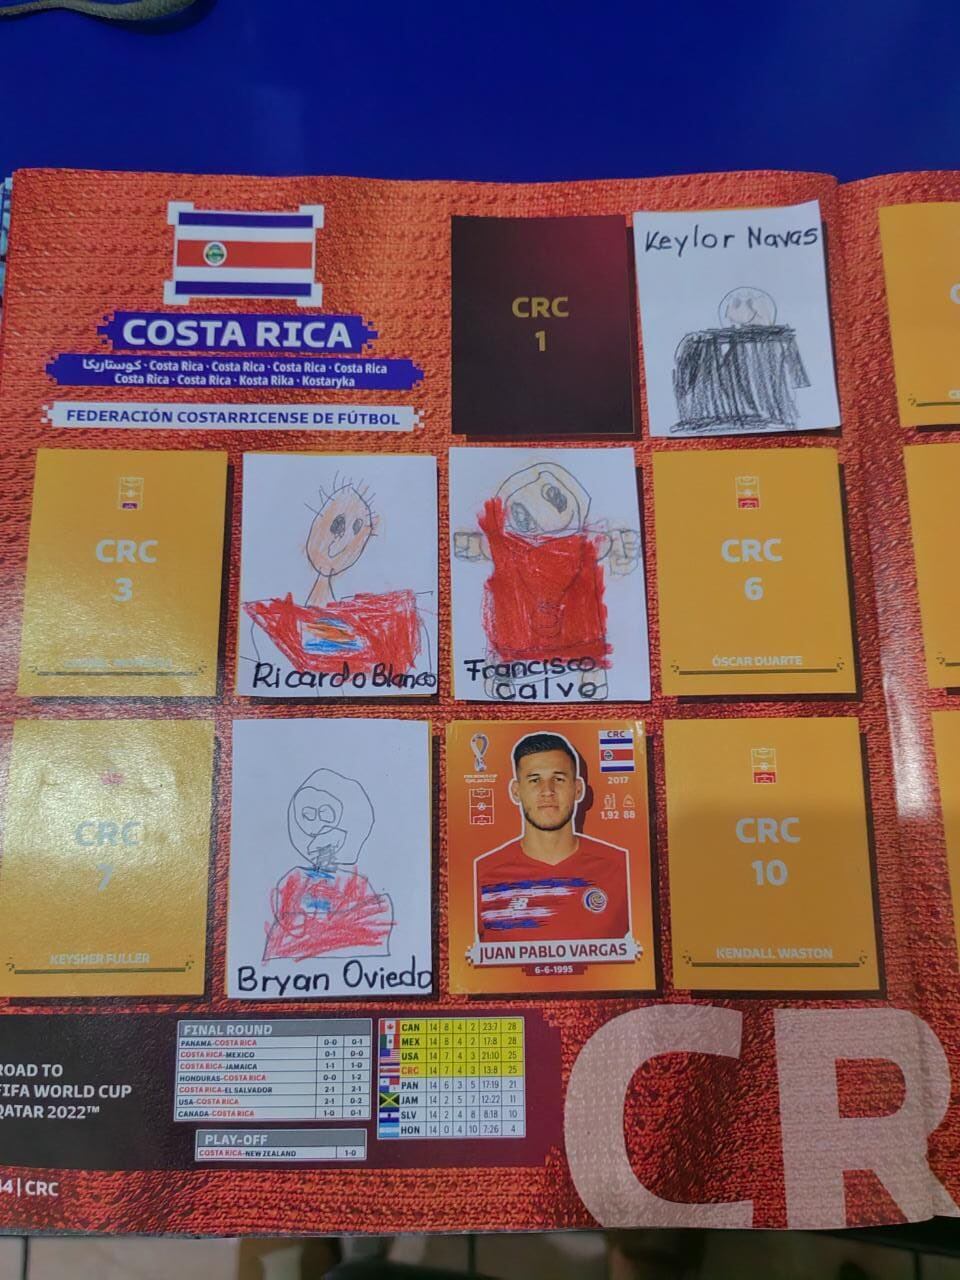 COSTA RICA
كوستاريكا · Costa Rica · Costa Rica · Costa Rica · Costa Rica
Costa Rica · Costa Rica · Kosta Rika · Kostaryka
FEDERACIÓN COSTARRICENSE DE FÚTBOL
CRC
1
Keylor Navas
CRC
3
Ricardo Blanco
Francisco
calvo
CRC
6
ÓSCAR DUARTE
CRC
7
KEYSHER FULLER
Bryan Oviedo
FIFA WORLD CUP
QATAR 2022
CRC
2017
1,92 88
JUAN PABLO VARGAS
6-6-1995
CRC
10
KENDALL WASTON
ROAD TO
FIFA WORLD CUP
QATAR 2022™
FINAL ROUND
PANAMA-COSTA RICA 0-0 0-1
COSTA RICA-MEXICO 0-1 0-0
COSTA RICA-JAMAICA 1-1 1-0
HONDURAS-COSTA RICA 0-0 1-2
COSTA RICA-EL SALVADOR 2-1 2-1
USA-COSTA RICA 2-1 0-2
CANADA-COSTA RICA 1-0 0-1
PLAY-OFF
COSTA RICA-NEW ZEALAND 1-0
CAN 14 8 4 2 23:7 28
MEX 14 8 4 2 17:8 28
USA 14 7 4 3 21:10 25
CRC 14 7 4 3 13:8 25
PAN 14 6 3 5 17:19 21
JAM 14 2 5 7 12:22 11
SLV 14 2 4 8 8:18 10
HON 14 0 4 10 7:26 4
| CRC
CR